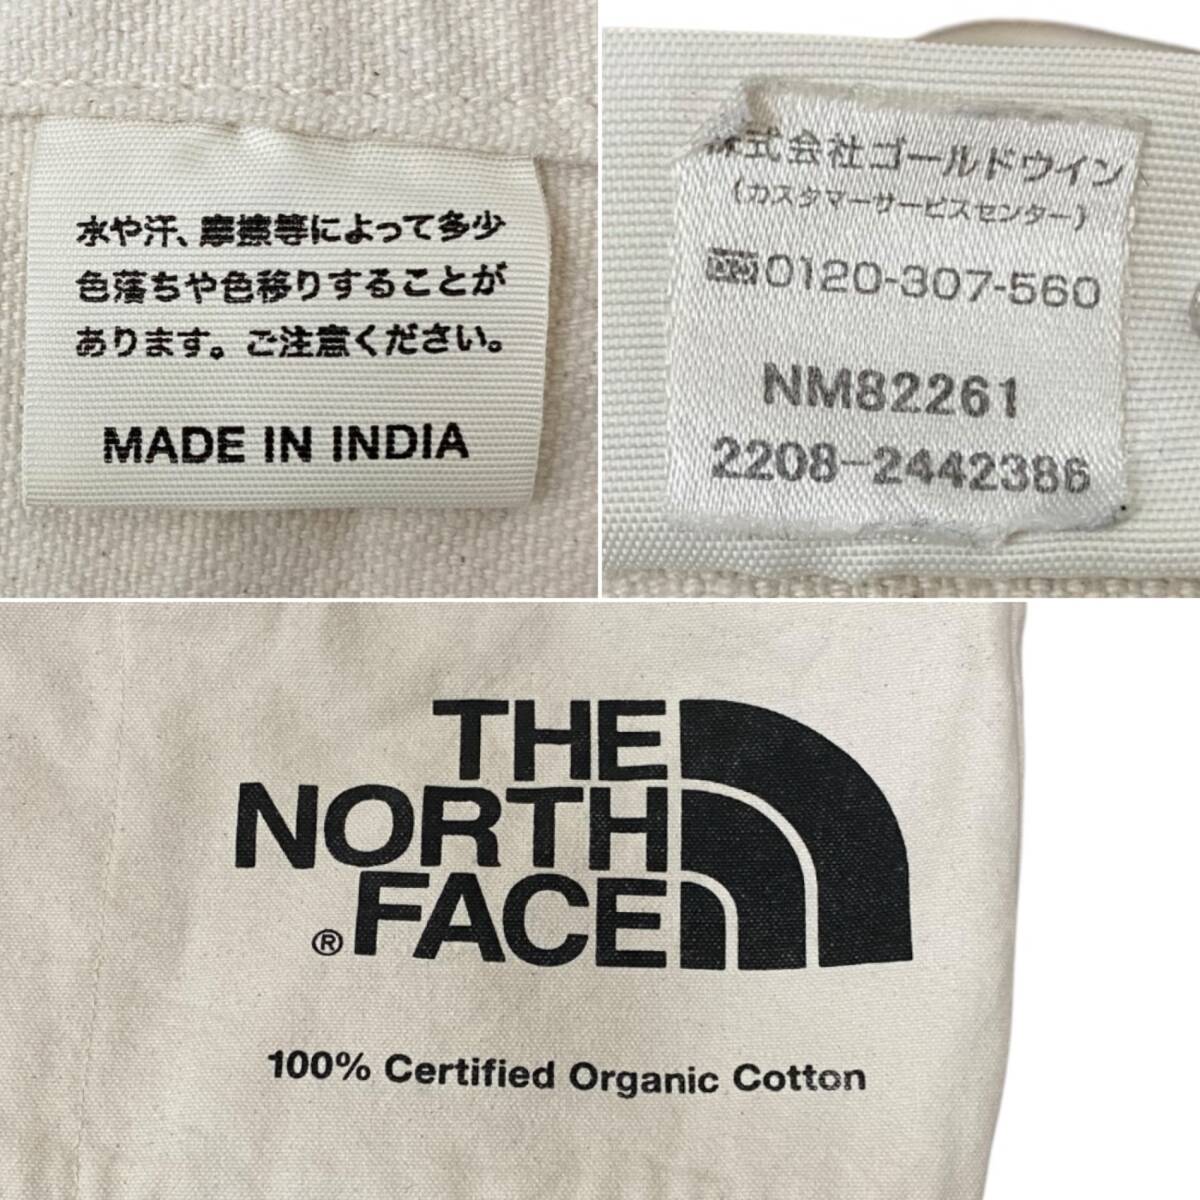 水や汗、摩擦等によって多少
色落ちや色移りすることが
あります。ご注意ください。
MADE IN INDIA
株式会社ゴールドウイン
(カスタマーサービスセンター)
0120-307-560
NM82261
2208-2442386
THE
NORTH
® FACE
100% Certified Organic Cotton